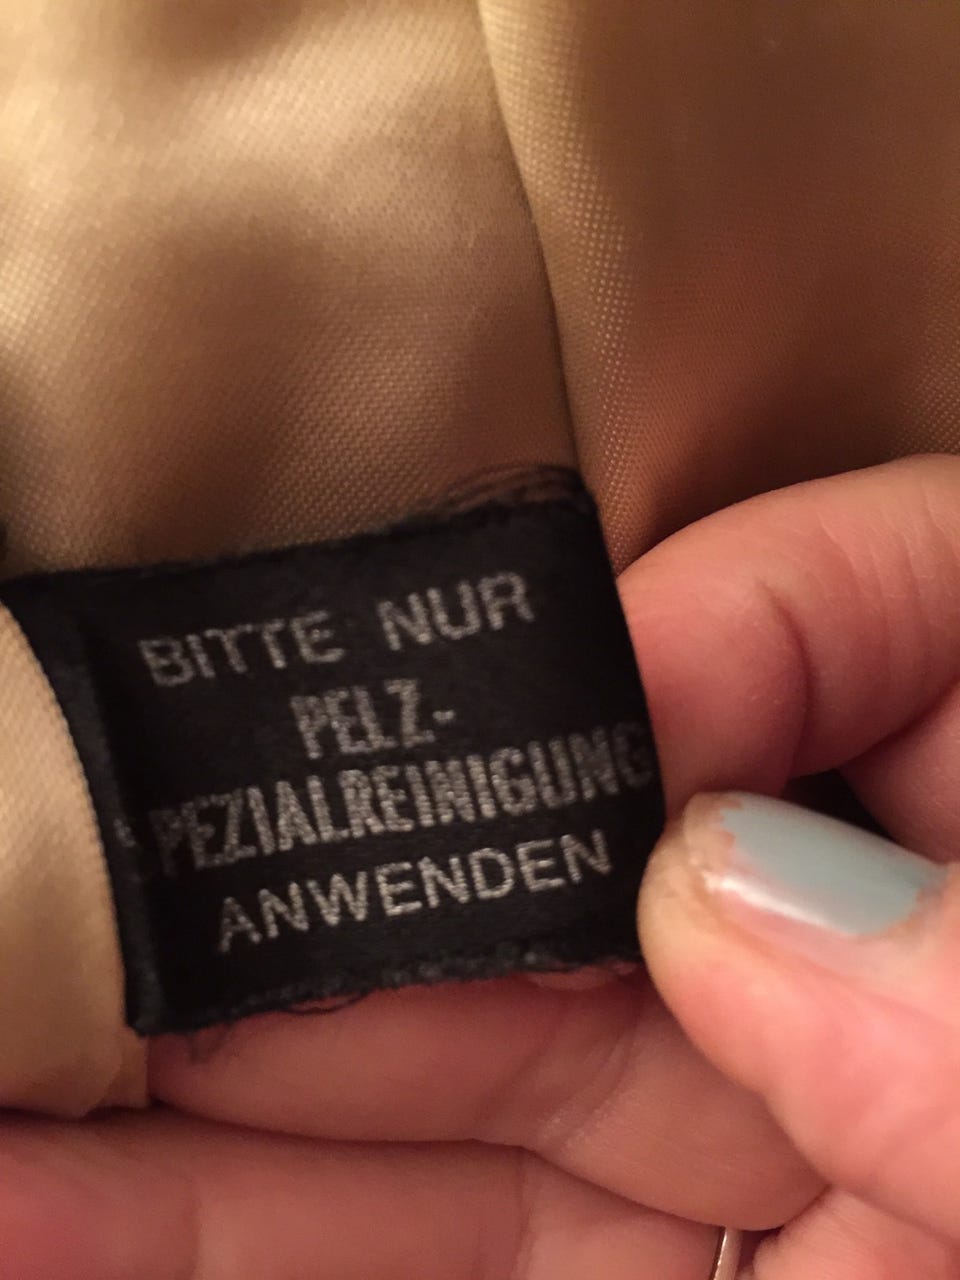 BITTE NUR
PELZ-
PEZIALREINIGUNG
ANWENDEN